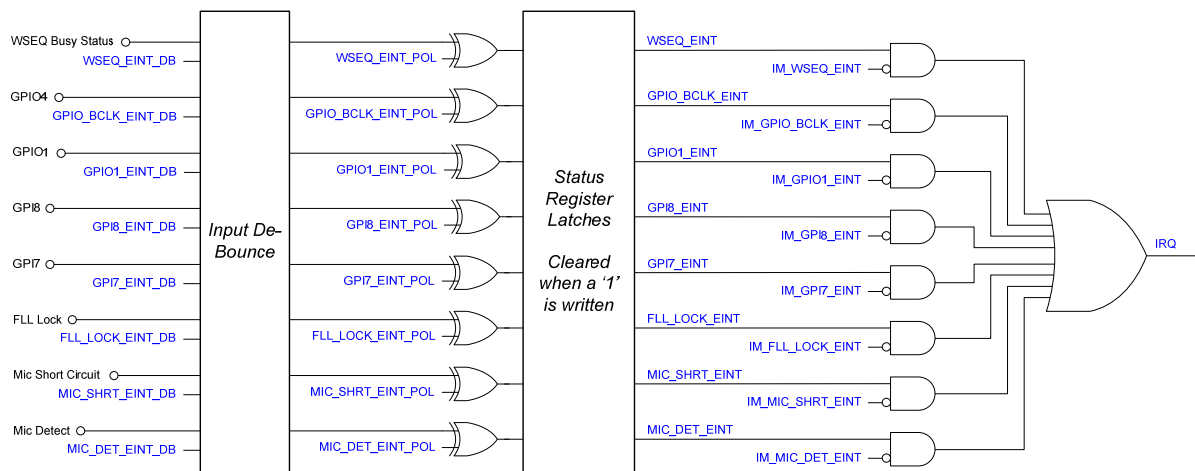 WSEQ Busy Status
WSEQ_EINT_DB
WSEQ_EINT_POL
WSEQ_EINT
IM_WSEQ_EINT
GPIO4
GPIO_BCLK_EINT_DB
GPIO_BCLK_EINT_POL
GPIO_BCLK_EINT
IM_GPIO_BCLK_EINT
GPIO1
GPIO1_EINT_DB
GPIO1_EINT_POL
GPIO1_EINT
IM_GPIO1_EINT
GPI8
GPI8_EINT_DB
GPI8_EINT_POL
GPI8_EINT
IM_GPI8_EINT
GPI7
GPI7_EINT_DB
GPI7_EINT_POL
GPI7_EINT
IM_GPI7_EINT
FLL Lock
FLL_LOCK_EINT_DB
FLL_LOCK_EINT_POL
FLL_LOCK_EINT
IM_FLL_LOCK_EINT
Mic Short Circuit
MIC_SHRT_EINT_DB
MIC_SHRT_EINT_POL
MIC_SHRT_EINT
IM_MIC_SHRT_EINT
Mic Detect
MIC_DET_EINT_DB
MIC_DET_EINT_POL
MIC_DET_EINT
IM_MIC_DET_EINT
Input De-
Bounce
Status
Register
Latches
Cleared
when a ‘1’
is written
IRQ